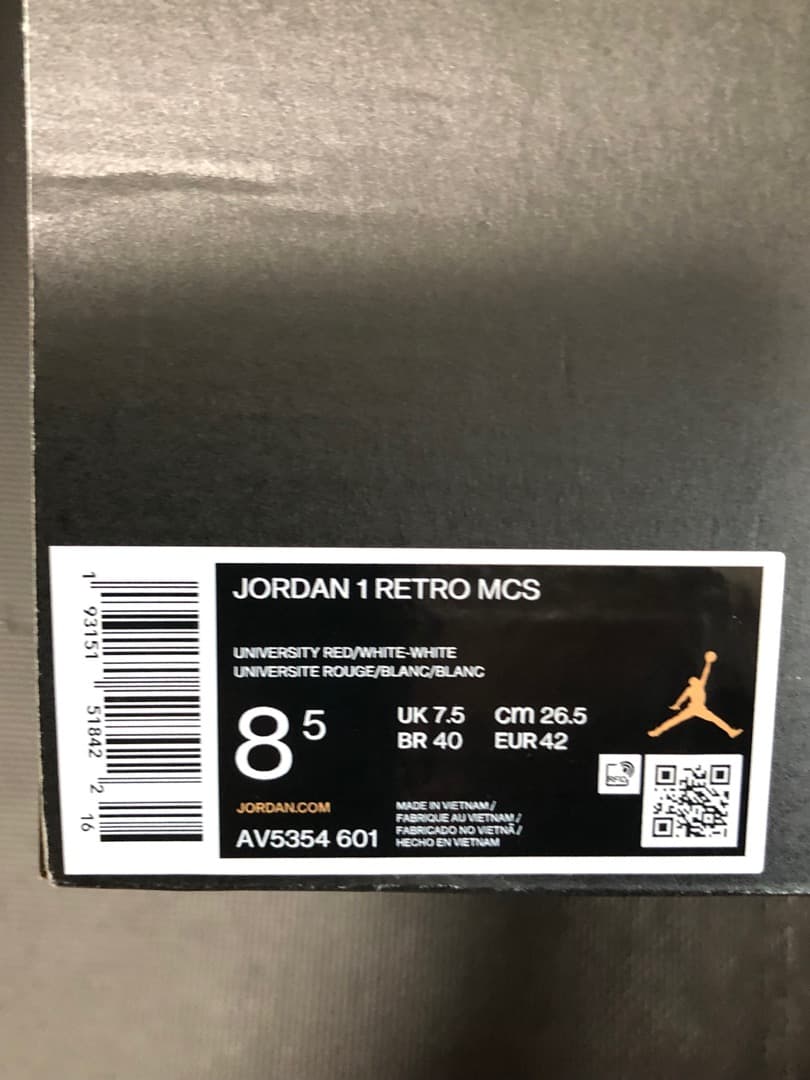 JORDAN 1 RETRO MCS
UNIVERSITY RED/WHITE-WHITE
UNIVERSITE ROUGE/BLANC/BLANC
8 5
UK 7.5 cm 26.5
BR 40 EUR 42
JORDAN.COM
AV5354 601
MADE IN VIETNAM /
FABRIQUE AU VIETNAM /
FABRICADO NO VIETNÃ /
HECHO EN VIETNAM
RFID
1 93151 51842 2 16